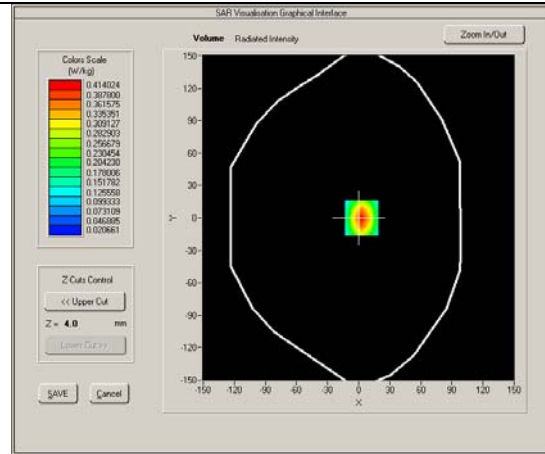 SAR Visualisation Graphical Interface
Volume Radiated Intensity
Zoom In/Out
Colors Scale
(W/kg)
0.414024
0.387800
0.361575
0.335351
0.309127
0.282903
0.256679
0.230454
0.204230
0.178006
0.151782
0.125558
0.099333
0.073109
0.046885
0.020661
Z Cuts Control
<< Upper Cut
Z = 4.0 mm
Lower Cut >>
SAVE Cancel
150-
120-
90-
60-
30-
0-
-30-
-60-
-90-
-120-
-150-
Y
-150 -120 -90 -60 -30 0 30 60 90 120 150
X